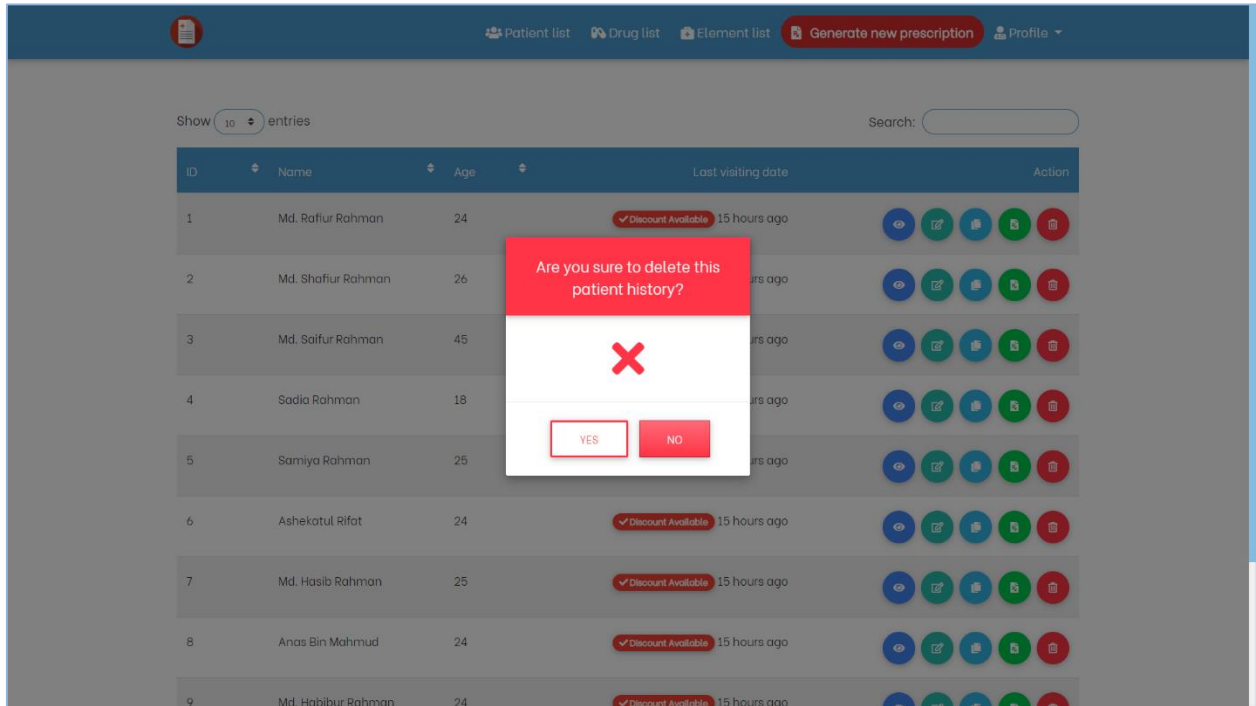 Patient list Drug list Element list Generate new prescription Profile
Show 10 entries Search:
ID Name Age Last visiting date Action
1 Md. Rafiur Rahman 24 Discount Available 15 hours ago
Are you sure to delete this
patient history?
2 Md. Shafiur Rahman 26 urs ago
3 Md. Saifur Rahman 45 urs ago
4 Sadia Rahman 18 urs ago
YES NO
5 Samiya Rahman 25 urs ago
6 Ashekatul Rifat 24 Discount Available 15 hours ago
7 Md. Hasib Rahman 25 Discount Available 15 hours ago
8 Anas Bin Mahmud 24 Discount Available 15 hours ago
9 Md. Habibur Rahman 24 Discount Available 15 hours ago